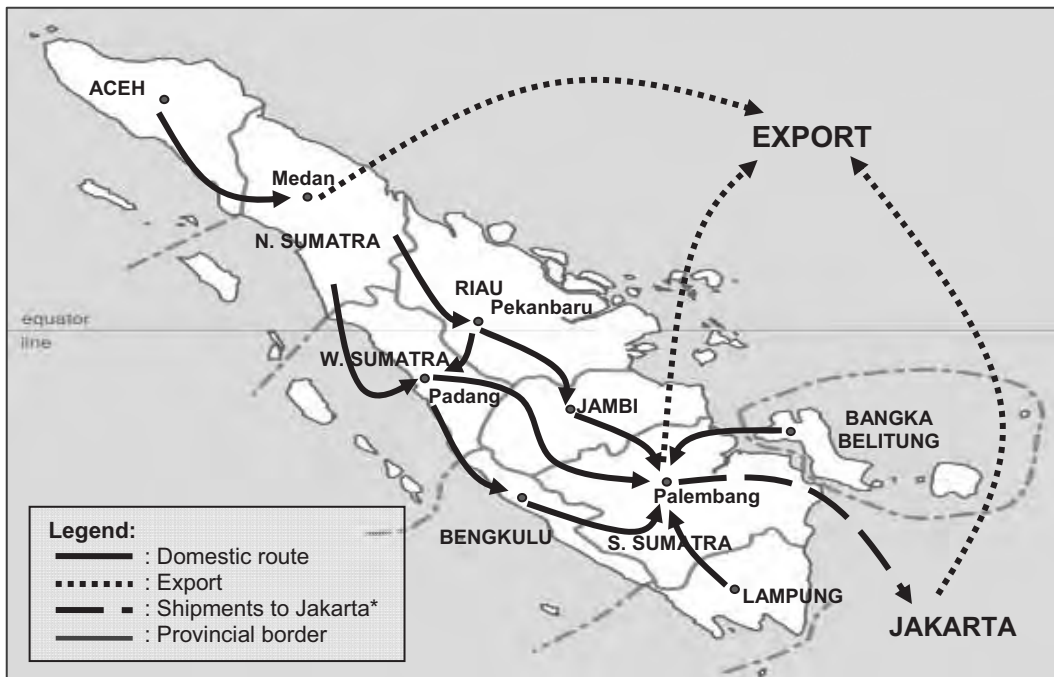 ACEH
EXPORT
Medan
N. SUMATRA
RIAU
Pekanbaru
equator
line
W. SUMATRA
Padang
JAMBI
BANGKA
BELITUNG
Palembang
BENGKULU
S. SUMATRA
LAMPUNG
JAKARTA
Legend:
: Domestic route
: Export
: Shipments to Jakarta*
: Provincial border